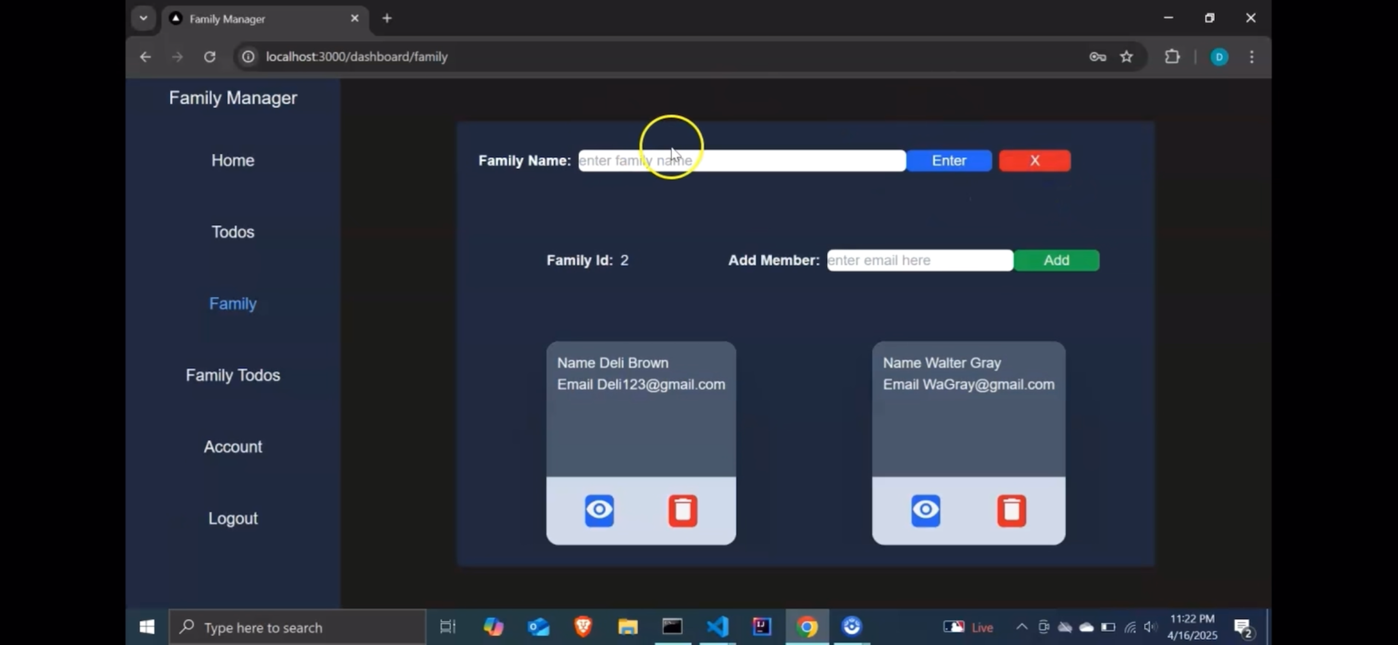 Family Manager
localhost:3000/dashboard/family
D
Family Manager
Home
Todos
Family
Family Todos
Account
Logout
Family Name: enter family name Enter X
Family Id: 2 Add Member: enter email here Add
Name Deli Brown
Email Deli123@gmail.com
Name Walter Gray
Email WaGray@gmail.com
Type here to search
Live
11:22 PM
4/16/2025
2